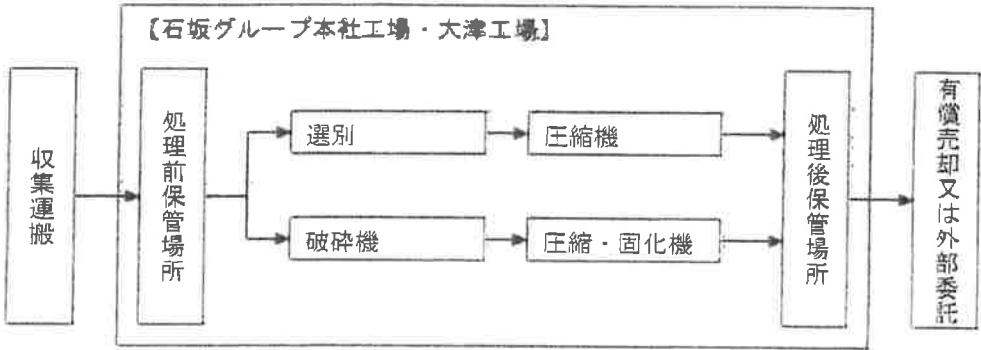 【石坂グループ本社工場・大津工場】
収集運搬
処理前保管場所
選別
圧縮機
破砕機
圧縮・固化機
処理後保管場所
有償売却又は外部委託